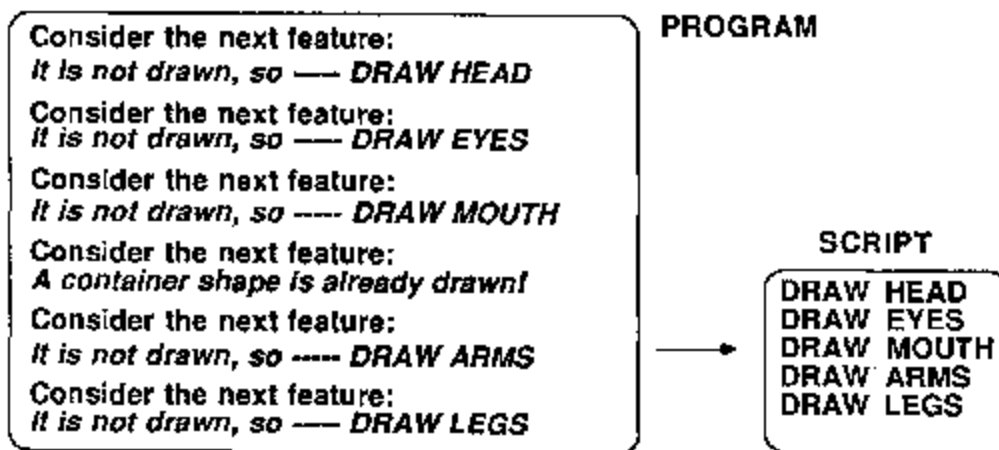 PROGRAM
Consider the next feature:
It is not drawn, so ---- DRAW HEAD
Consider the next feature:
It is not drawn, so ---- DRAW EYES
Consider the next feature:
It is not drawn, so ----- DRAW MOUTH
Consider the next feature:
A container shape is already drawn!
Consider the next feature:
It is not drawn, so ----- DRAW ARMS
Consider the next feature:
It is not drawn, so ---- DRAW LEGS
SCRIPT
DRAW HEAD
DRAW EYES
DRAW MOUTH
DRAW ARMS
DRAW LEGS